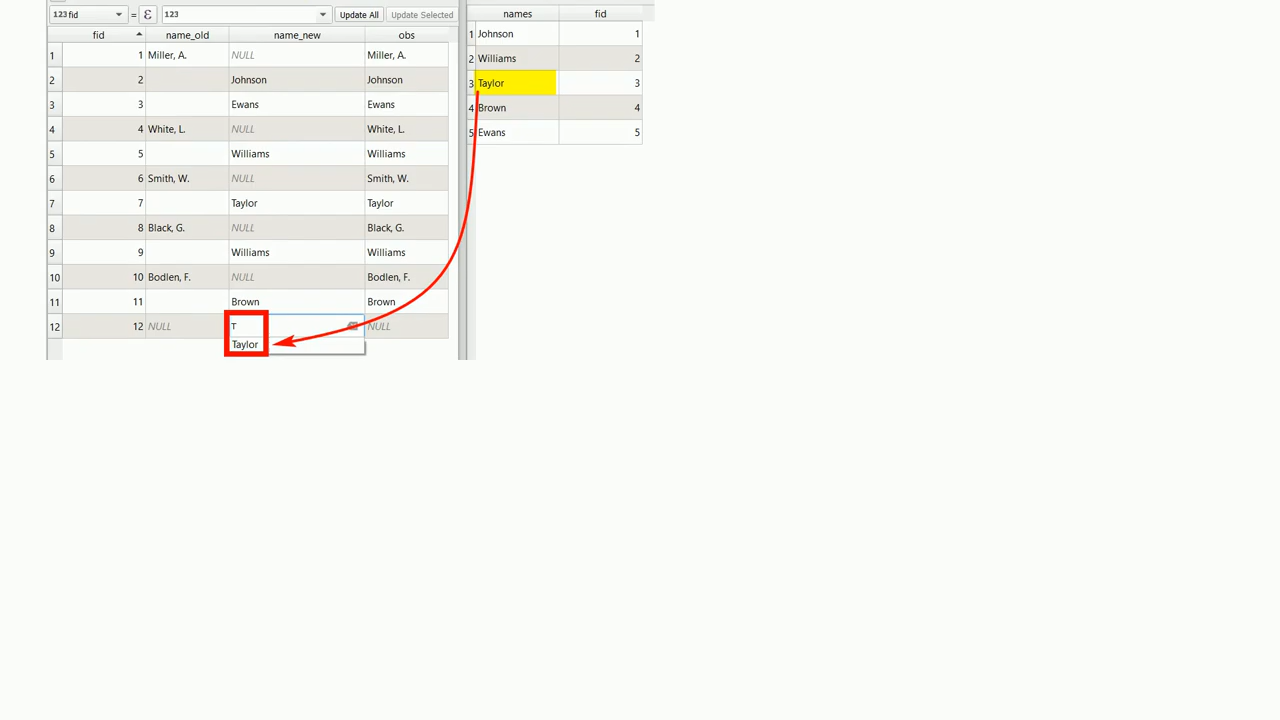 123 fid = ε 123 Update All Update Selected
fid name_old name_new obs
1 1 Miller, A. NULL Miller, A.
2 2 Johnson Johnson
3 3 Ewans Ewans
4 4 White, L. NULL White, L.
5 5 Williams Williams
6 6 Smith, W. NULL Smith, W.
7 7 Taylor Taylor
8 8 Black, G. NULL Black, G.
9 9 Williams Williams
10 10 Bodlen, F. NULL Bodlen, F.
11 11 Brown Brown
12 12 NULL T NULL
Taylor
names fid
1 Johnson 1
2 Williams 2
3 Taylor 3
4 Brown 4
5 Ewans 5